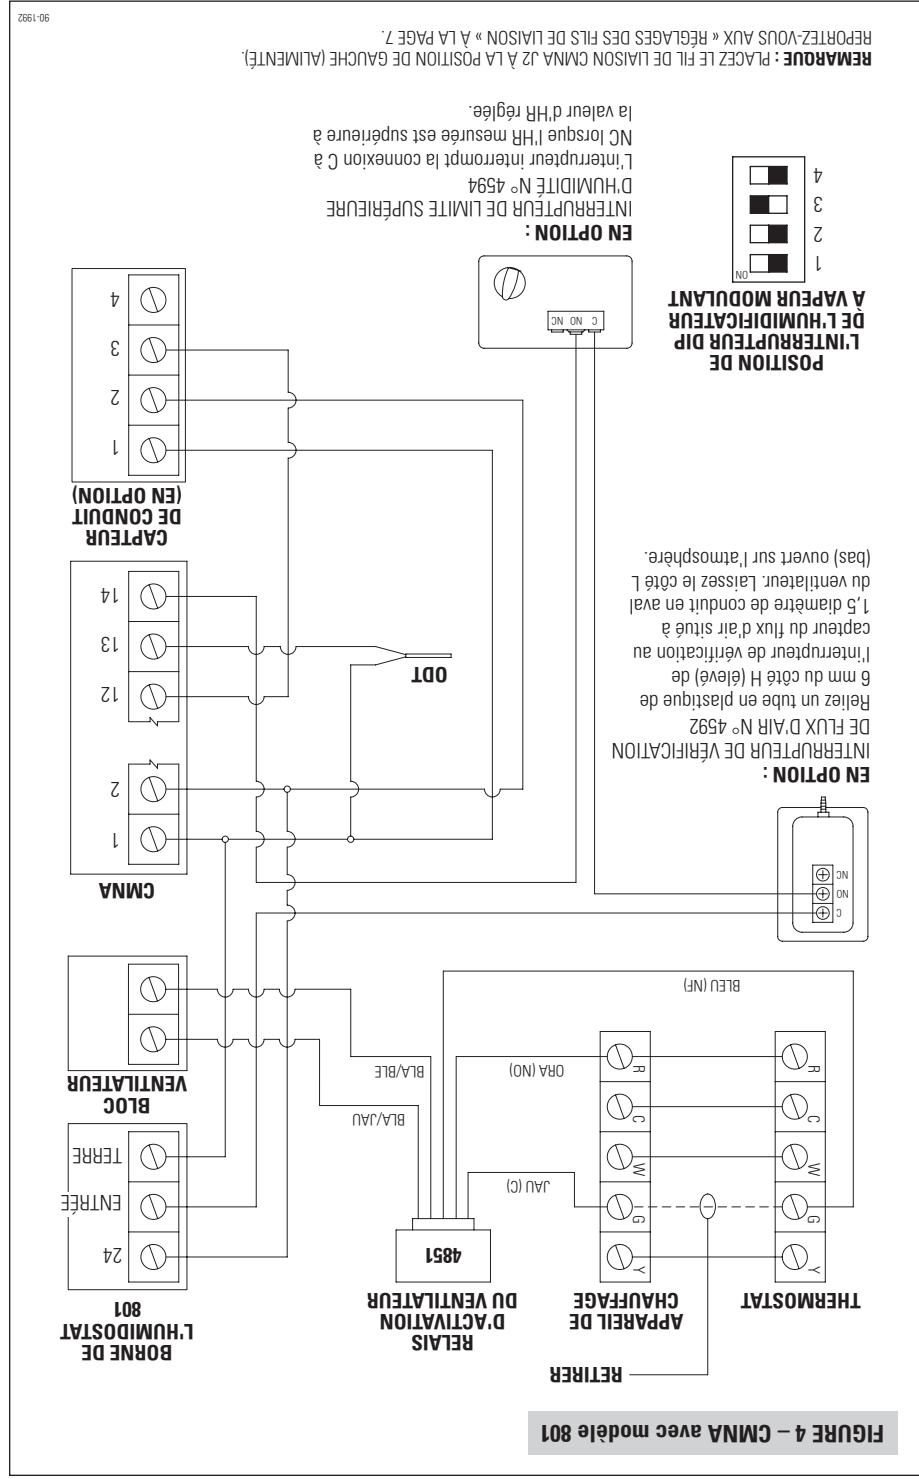 FIGURE 4 – CMNA avec modèle 801
RETIRER
THERMOSTAT
Y
G
W
C
R
APPAREIL DE
CHAUFFAGE
Y
G
W
C
R
RELAIS
D'ACTIVATION
DU VENTILATEUR
4851
JAU (C)
ORA (NO)
BLEU (NF)
BLA/JAU
BLA/BLE
BORNE DE
L'HUMIDOSTAT
801
24
ENTRÉE
TERRE
BLOC
VENTILATEUR
CMNA
1
2
12
13
14
ODT
C
NO
NC
EN OPTION :
INTERRUPTEUR DE VÉRIFICATION
DE FLUX D'AIR N° 4592
Reliez un tube en plastique de
6 mm du côté H (élevé) de
l'interrupteur de vérification au
capteur du flux d'air situé à
1,5 diamètre de conduit en aval
du ventilateur. Laissez le côté L
(bas) ouvert sur l'atmosphère.
CAPTEUR
DE CONDUIT
(EN OPTION)
1
2
3
4
POSITION DE
L'INTERRUPTEUR DIP
DE L'HUMIDIFICATEUR
À VAPEUR MODULANT
ON
1
2
3
4
C NO NC
EN OPTION :
INTERRUPTEUR DE LIMITE SUPÉRIEURE
D'HUMIDITÉ N° 4594
L'interrupteur interrompt la connexion C à
NC lorsque l'HR mesurée est supérieure à
la valeur d'HR réglée.
REMARQUE : PLACEZ LE FIL DE LIAISON CMNA J2 À LA POSITION DE GAUCHE (ALIMENTÉ).
REPORTEZ-VOUS AUX « RÉGLAGES DES FILS DE LIAISON » À LA PAGE 7.
90-1992